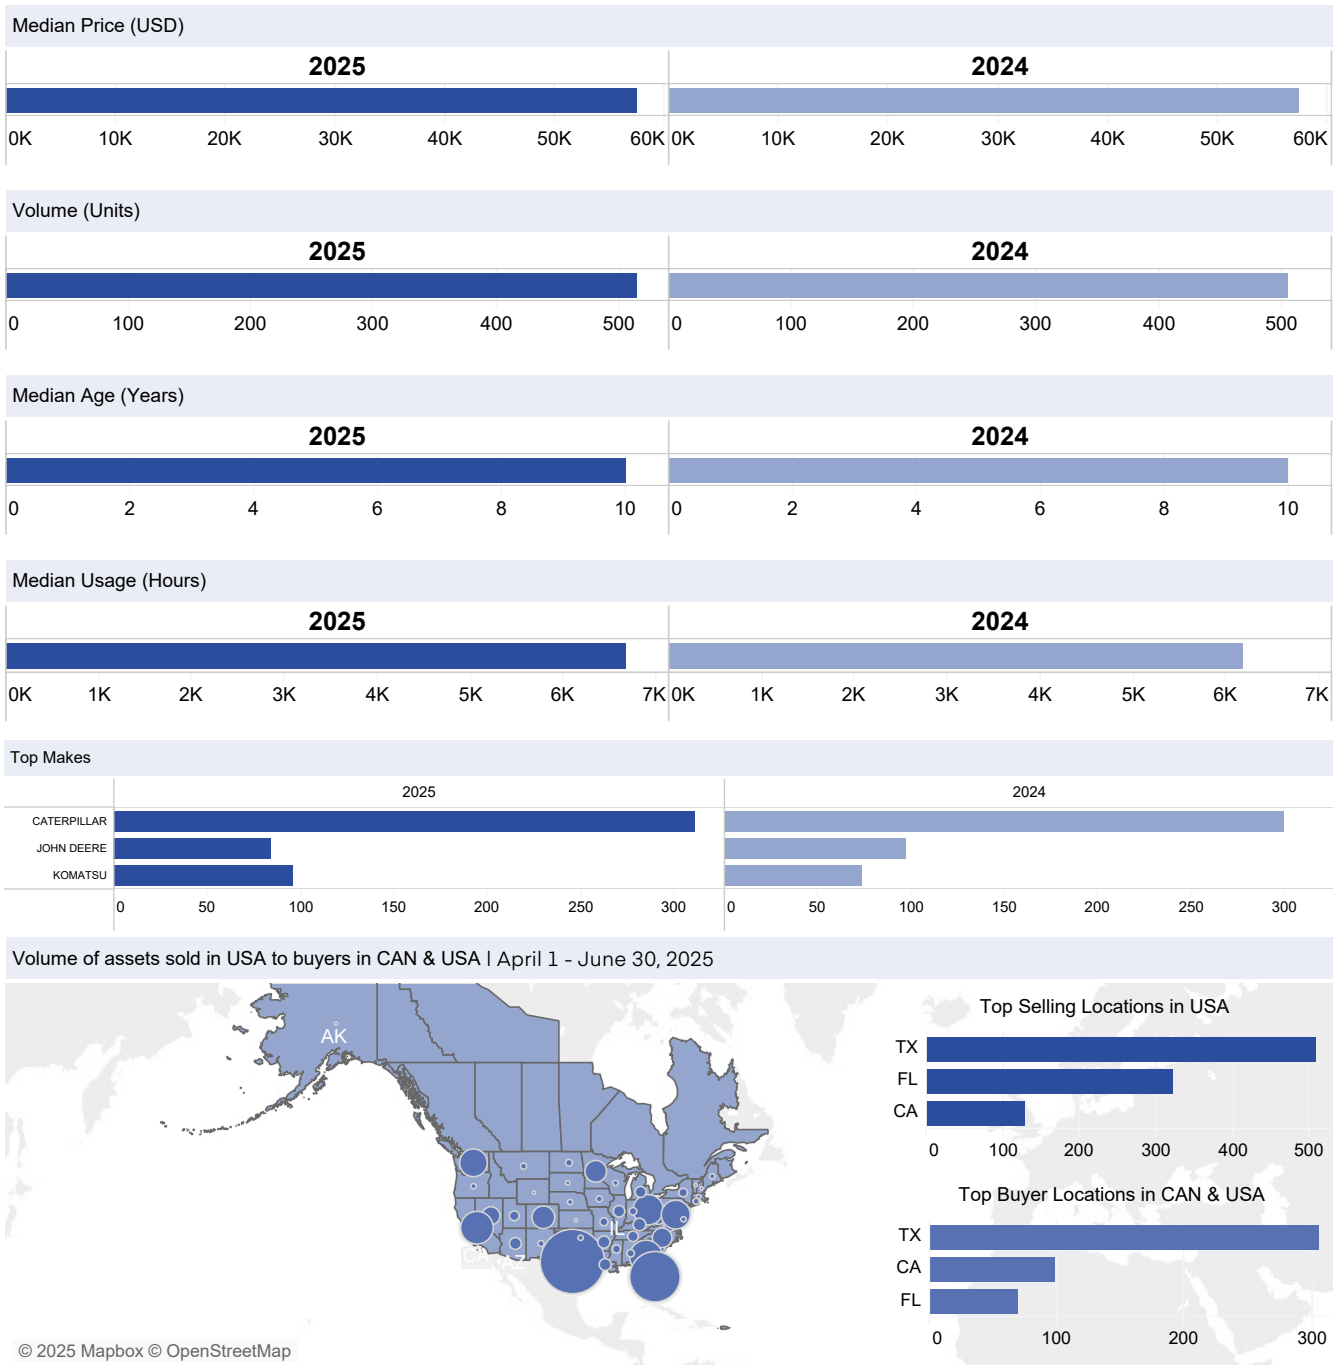 Median Price (USD)
2025 2024
0K 10K 20K 30K 40K 50K 60K 0K 10K 20K 30K 40K 50K 60K
Volume (Units)
2025 2024
0 100 200 300 400 500 0 100 200 300 400 500
Median Age (Years)
2025 2024
0 2 4 6 8 10 0 2 4 6 8 10
Median Usage (Hours)
2025 2024
0K 1K 2K 3K 4K 5K 6K 7K 0K 1K 2K 3K 4K 5K 6K 7K
Top Makes
2025 2024
CATERPILLAR
JOHN DEERE
KOMATSU
0 50 100 150 200 250 300 0 50 100 150 200 250 300
Volume of assets sold in USA to buyers in CAN & USA | April 1 - June 30, 2025
AK
IL
CA AZ
Top Selling Locations in USA
TX
FL
CA
0 100 200 300 400 500
Top Buyer Locations in CAN & USA
TX
CA
FL
0 100 200 300
© 2025 Mapbox © OpenStreetMap